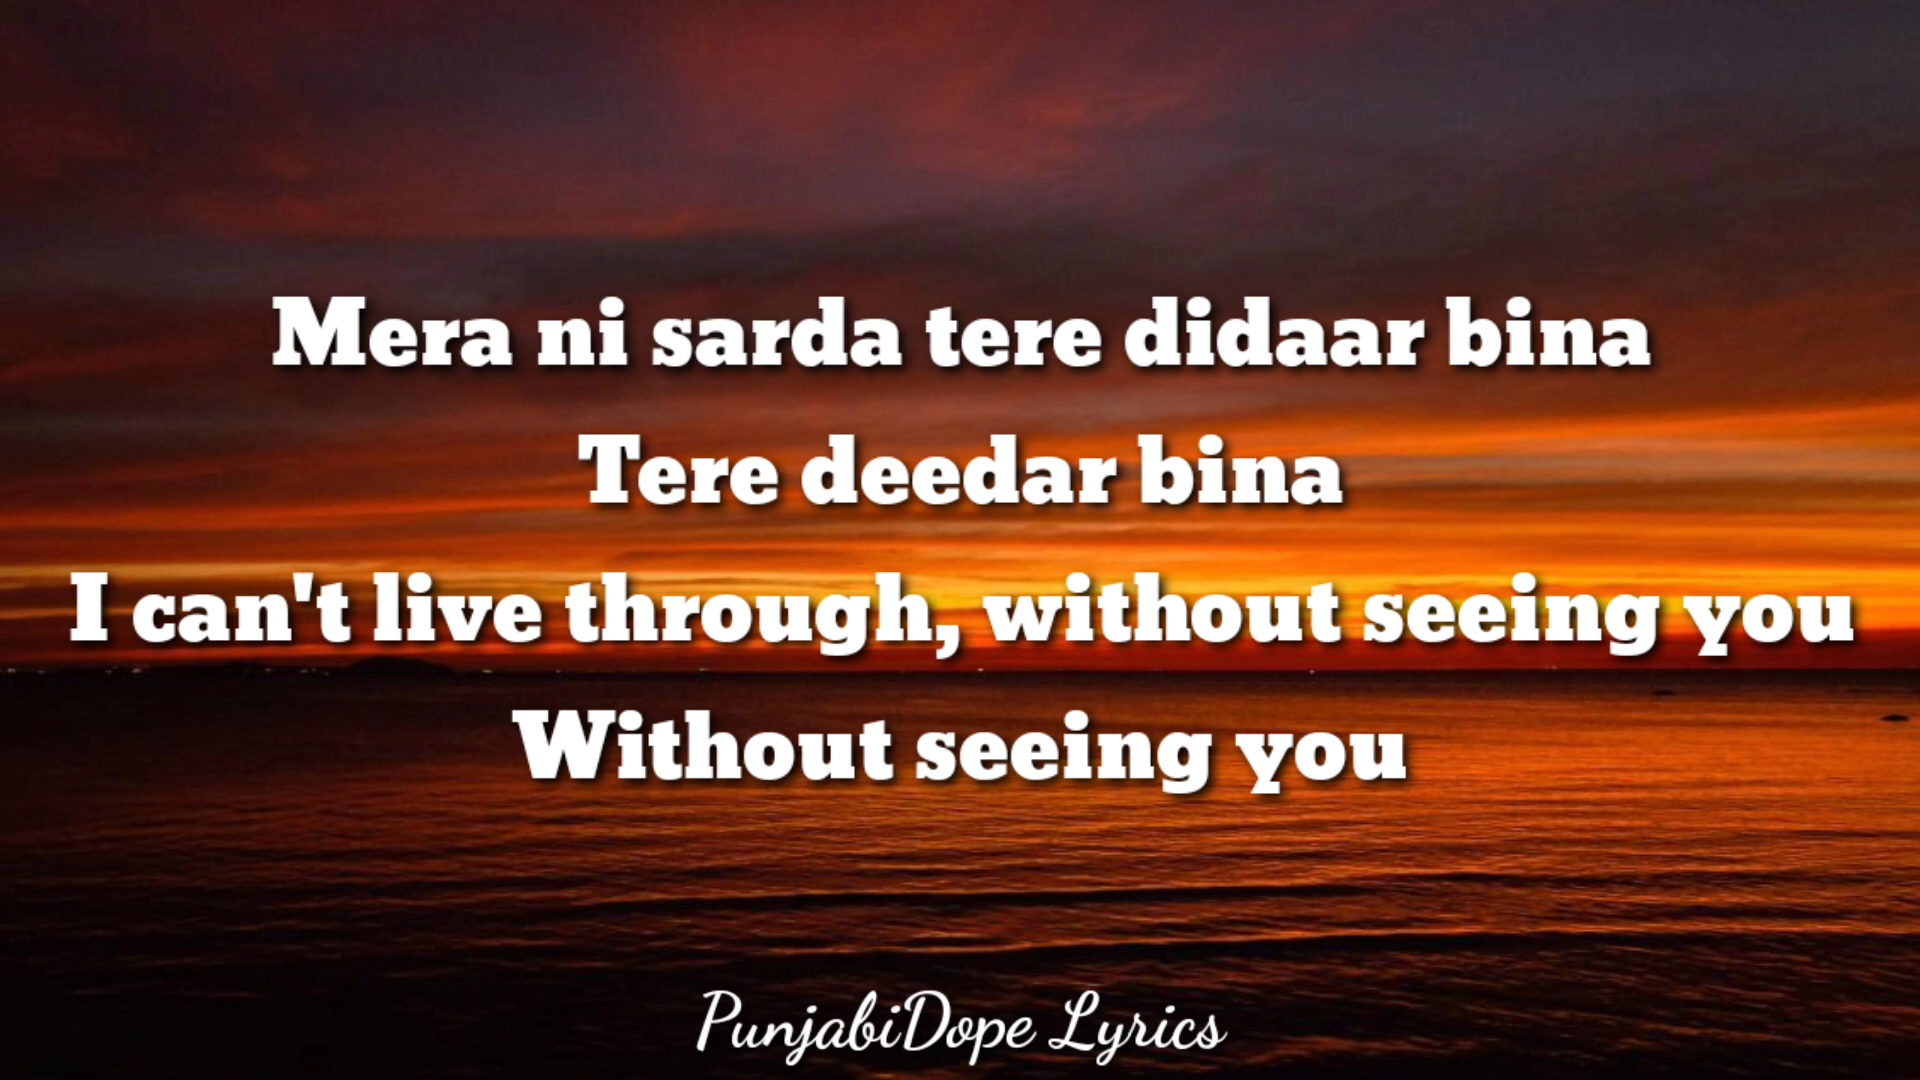 Mera ni sarda tere didaar bina
Tere deedar bina
I can't live through, without seeing you
Without seeing you
PunjabiDope Lyrics